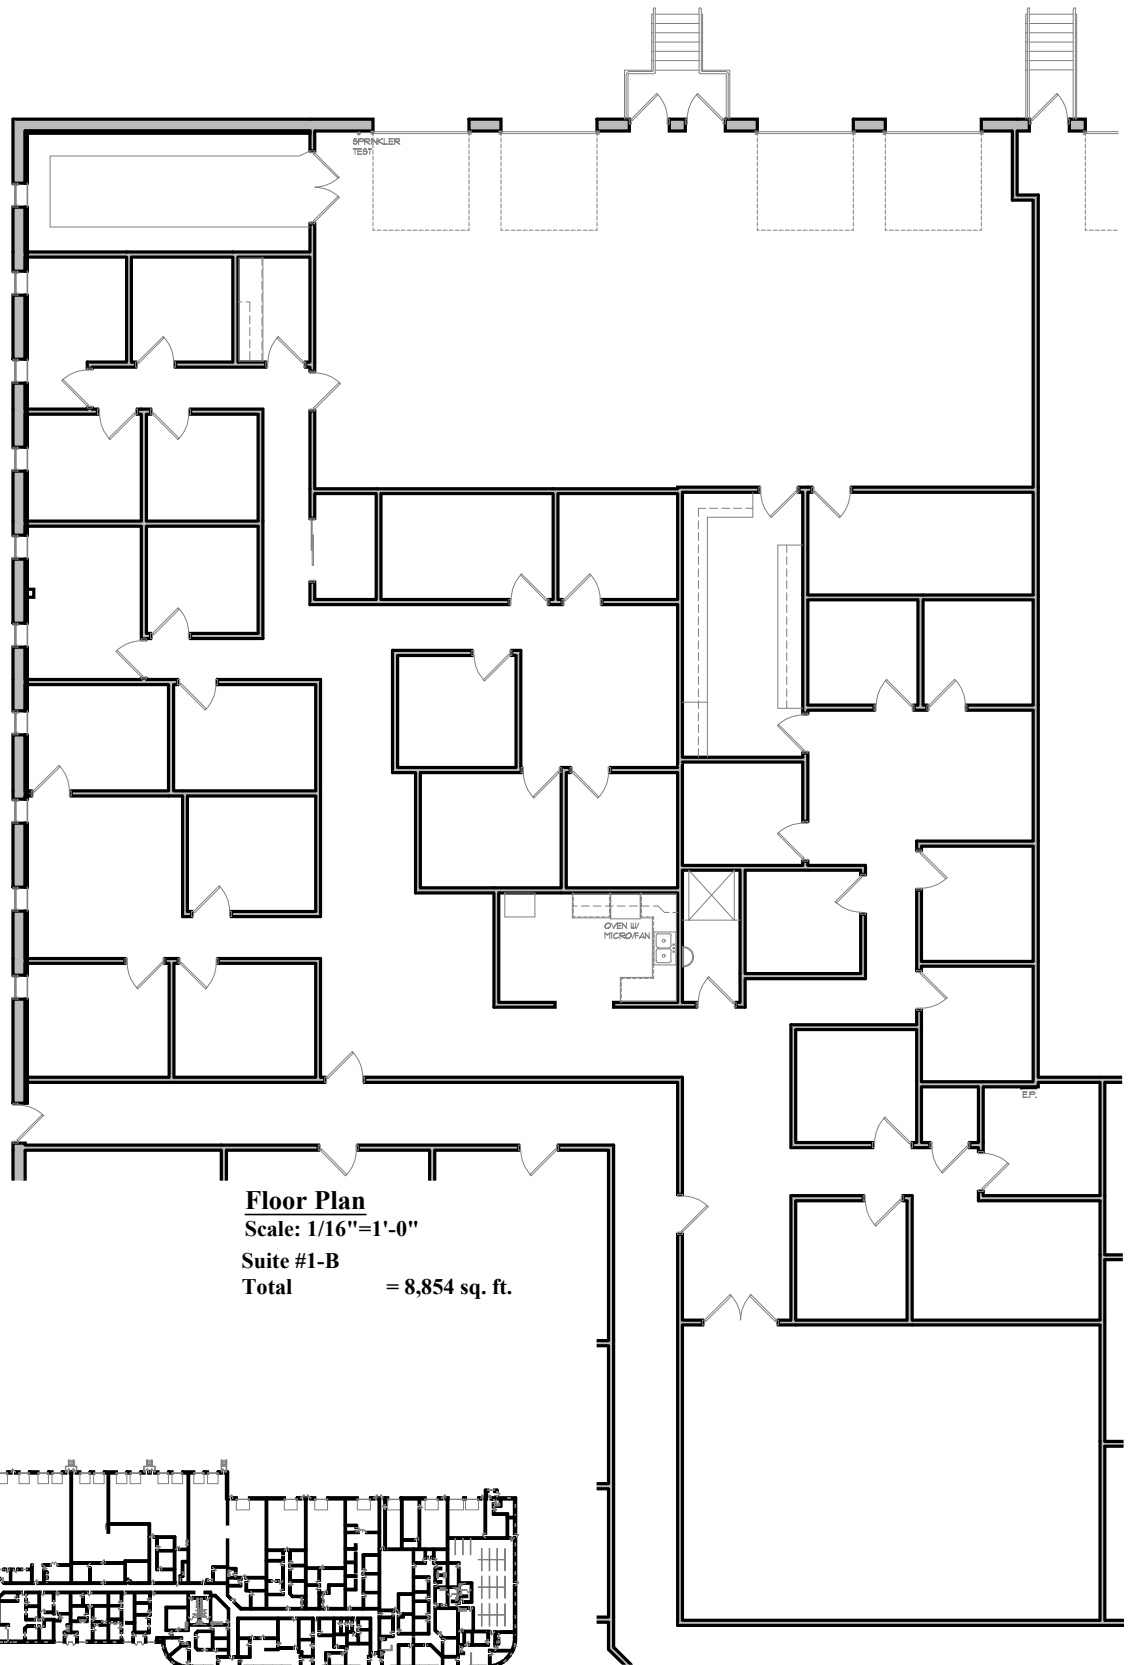 SPRINKLER
TEST
OVEN W/
MICRO/FAN
E.P.
Floor Plan
Scale: 1/16"=1'-0"
Suite #1-B
Total = 8,854 sq. ft.